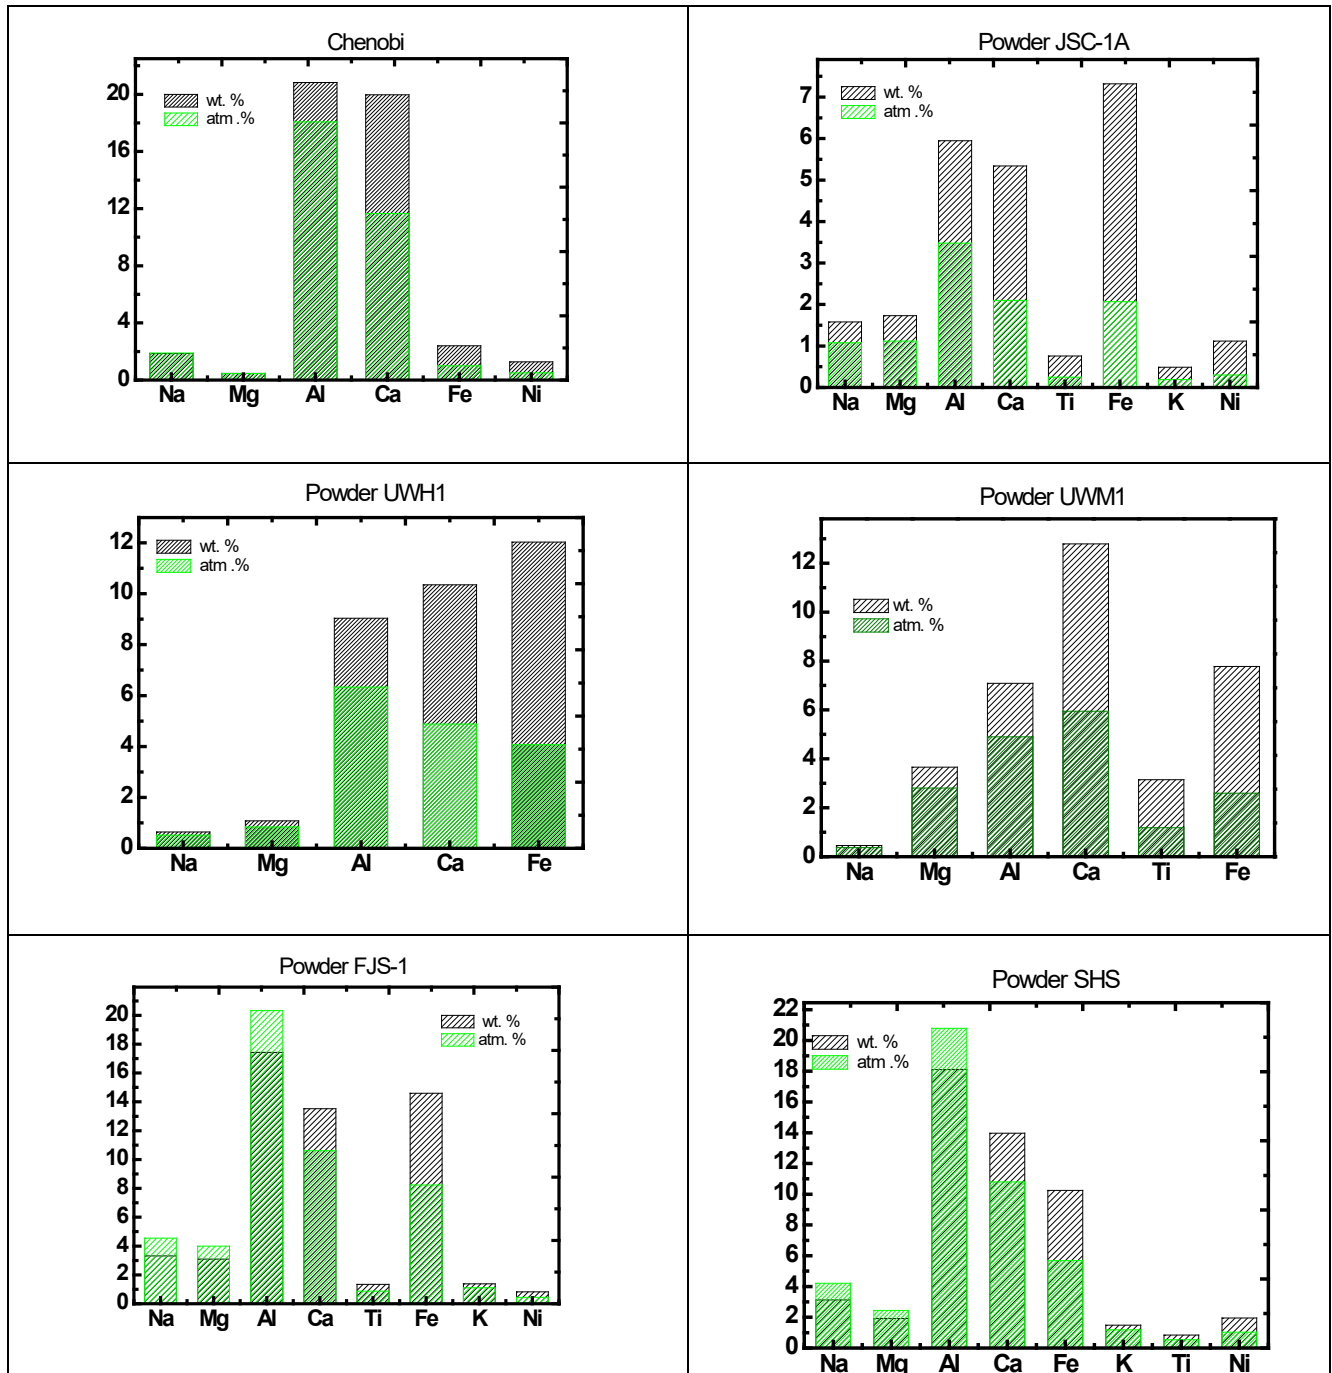 Chenobi
wt. %
atm .%
20
16
12
8
4
0
Na Mg Al Ca Fe Ni
Powder JSC-1A
wt. %
atm .%
7
6
5
4
3
2
1
0
Na Mg Al Ca Ti Fe K Ni
Powder UWH1
wt. %
atm .%
12
10
8
6
4
2
0
Na Mg Al Ca Fe
Powder UWM1
wt. %
atm. %
12
10
8
6
4
2
0
Na Mg Al Ca Ti Fe
Powder FJS-1
wt. %
atm. %
20
18
16
14
12
10
8
6
4
2
0
Na Mg Al Ca Ti Fe K Ni
Powder SHS
wt. %
atm .%
22
20
18
16
14
12
10
8
6
4
2
0
Na Mg Al Ca Fe K Ti Ni